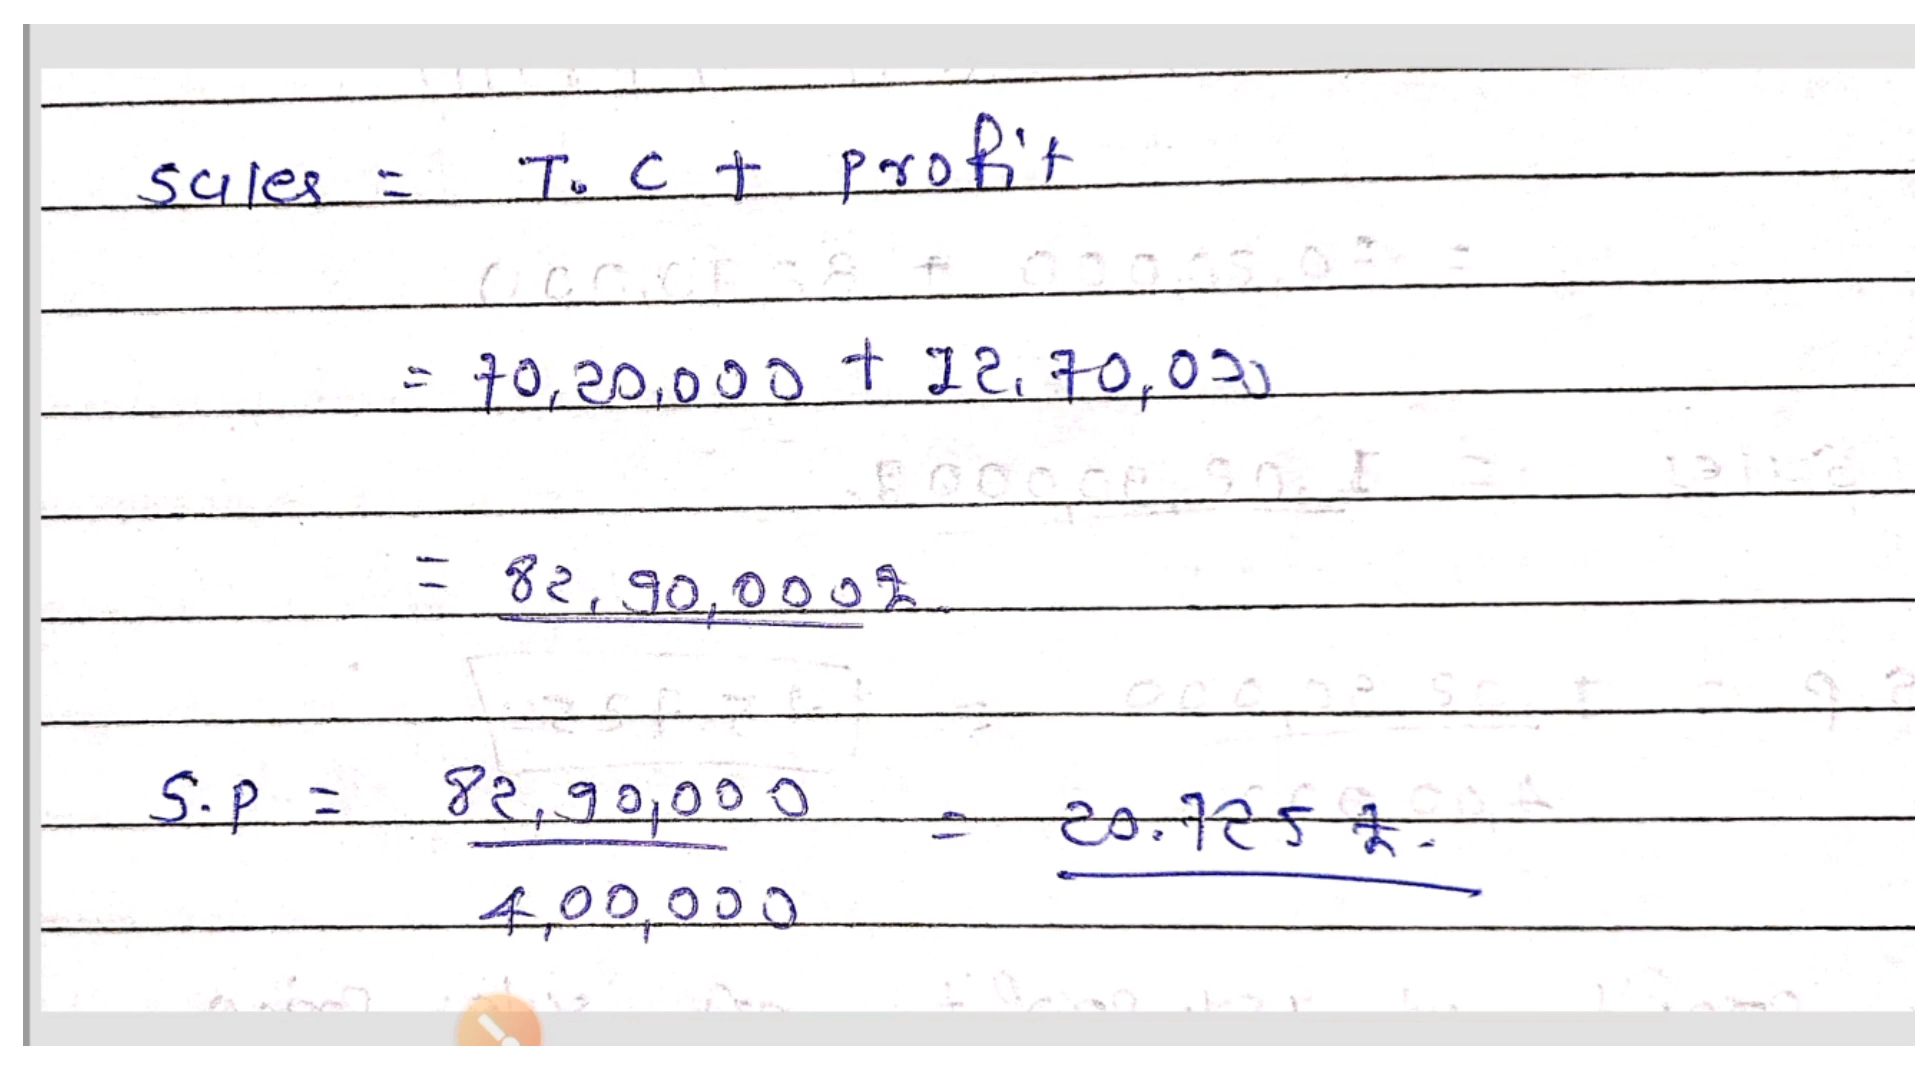 Sales = T. C + Profit
= 70,20,000 + 12,70,000
= 82,90,000₹.
S.P = 82,90,000 = 20.725 ₹.
4,00,000